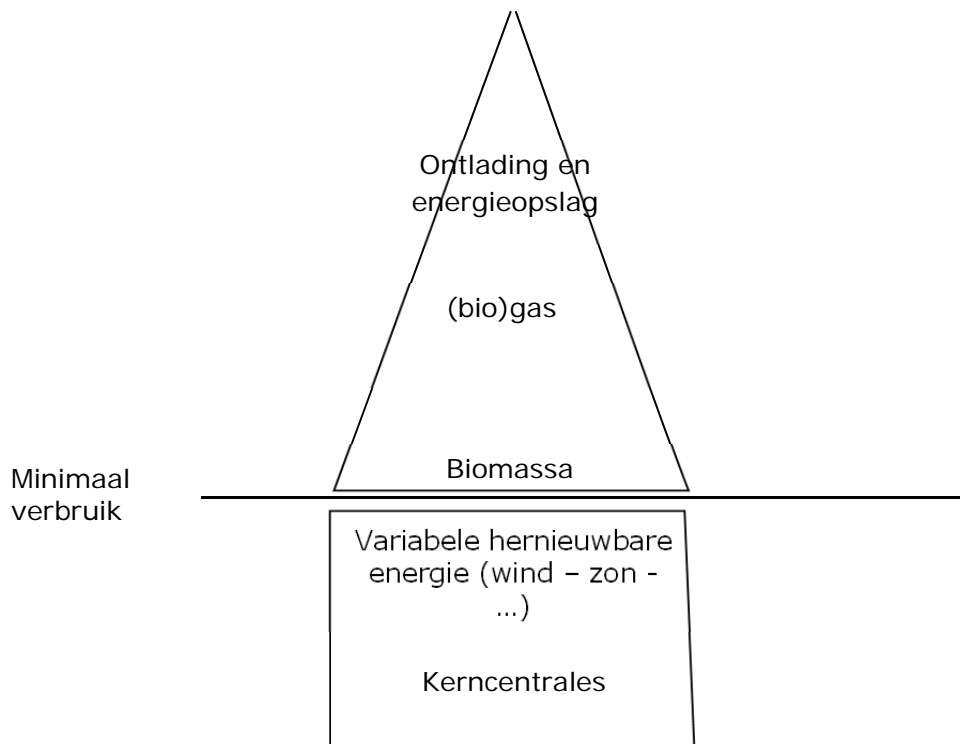 Ontlading en
energieopslag
(bio)gas
Biomassa
Minimaal
verbruik
Variabele hernieuwbare
energie (wind – zon -
...)
Kerncentrales